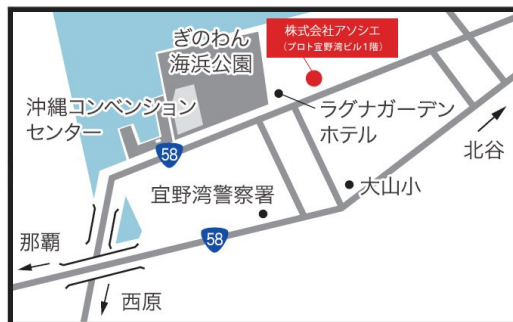 株式会社アソシエ
(プロト宜野湾ビル1階)
ぎのわん
海浜公園
沖縄コンベンション
センター
ラグナガーデン
ホテル
北谷
58
大山小
宜野湾警察署
58
那覇
西原